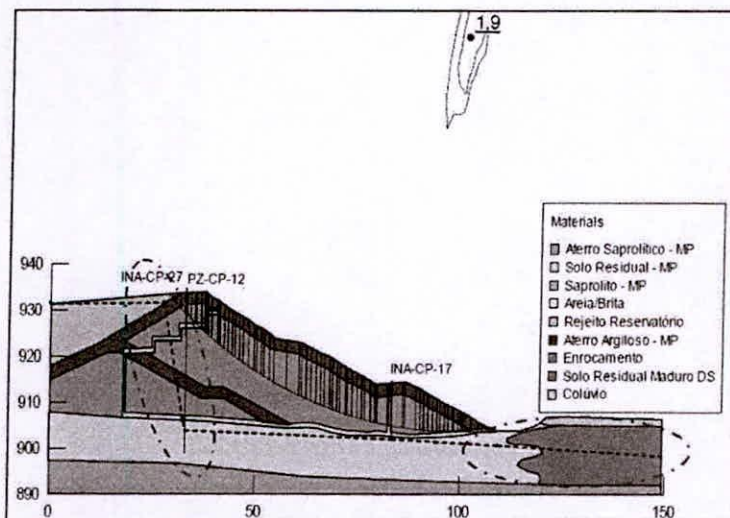 1,9
Materials
Aterro Saprolítico - MP
Solo Residual - MP
Saprolito - MP
Areia/Brita
Rejeito Reservatório
Aterro Argiloso - MP
Enrocamento
Solo Residual Maduro DS
Colúvio
INA-CP-27
PZ-CP-12
INA-CP-17
940
930
920
910
900
890
0
50
100
150